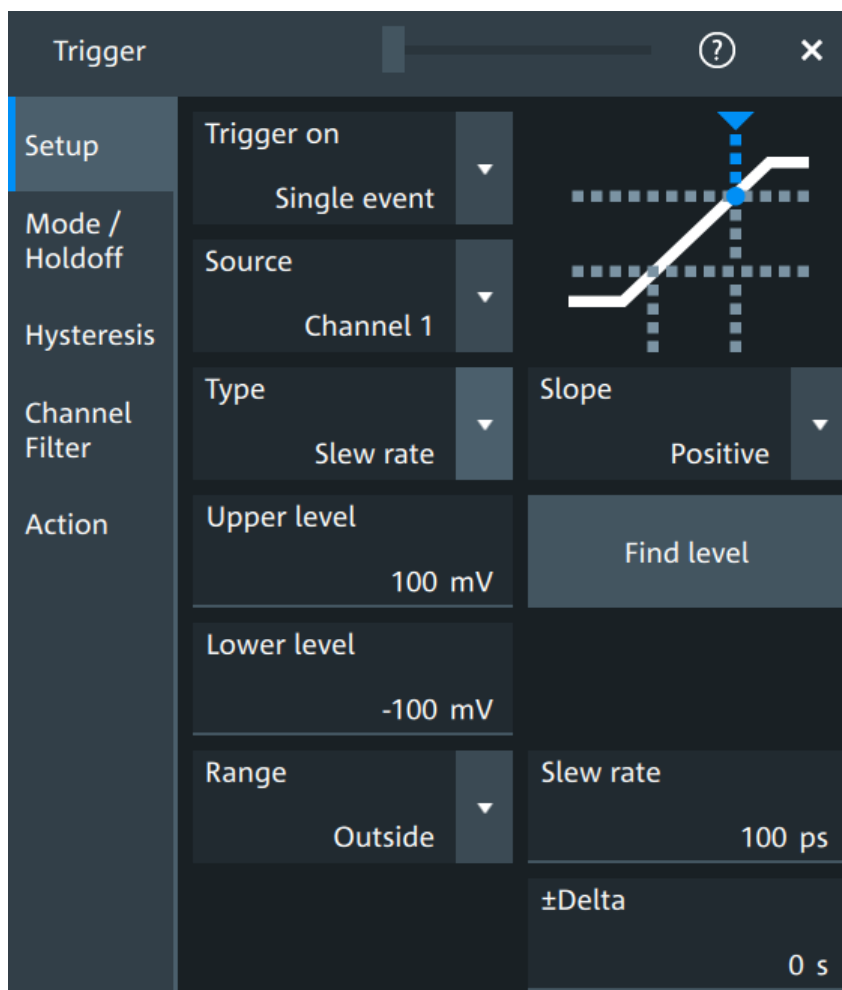 Trigger
?
Setup
Mode /
Holdoff
Hysteresis
Channel
Filter
Action
Trigger on
Single event
Source
Channel 1
Type
Slew rate
Slope
Positive
Upper level
100 mV
Find level
Lower level
-100 mV
Range
Outside
Slew rate
100 ps
±Delta
0 s